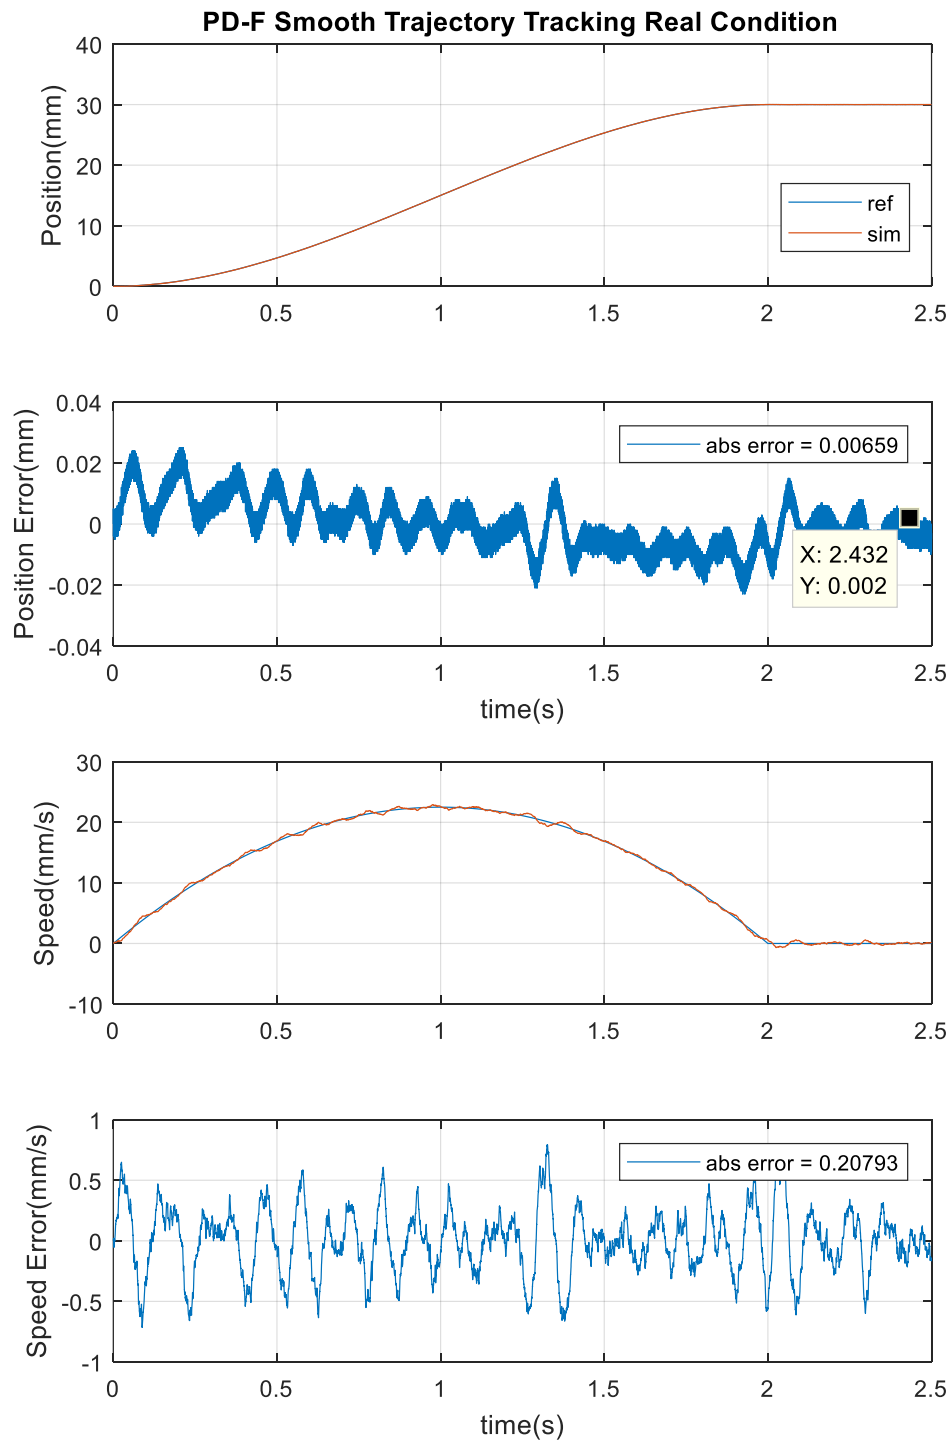 PD-F Smooth Trajectory Tracking Real Condition
Position(mm)
40
30
20
10
0
ref
sim
0 0.5 1 1.5 2 2.5
Position Error(mm)
0.04
0.02
0
-0.02
-0.04
abs error = 0.00659
X: 2.432
Y: 0.002
0 0.5 1 1.5 2 2.5
time(s)
Speed(mm/s)
30
20
10
0
-10
0 0.5 1 1.5 2 2.5
Speed Error(mm/s)
1
0.5
0
-0.5
-1
abs error = 0.20793
0 0.5 1 1.5 2 2.5
time(s)